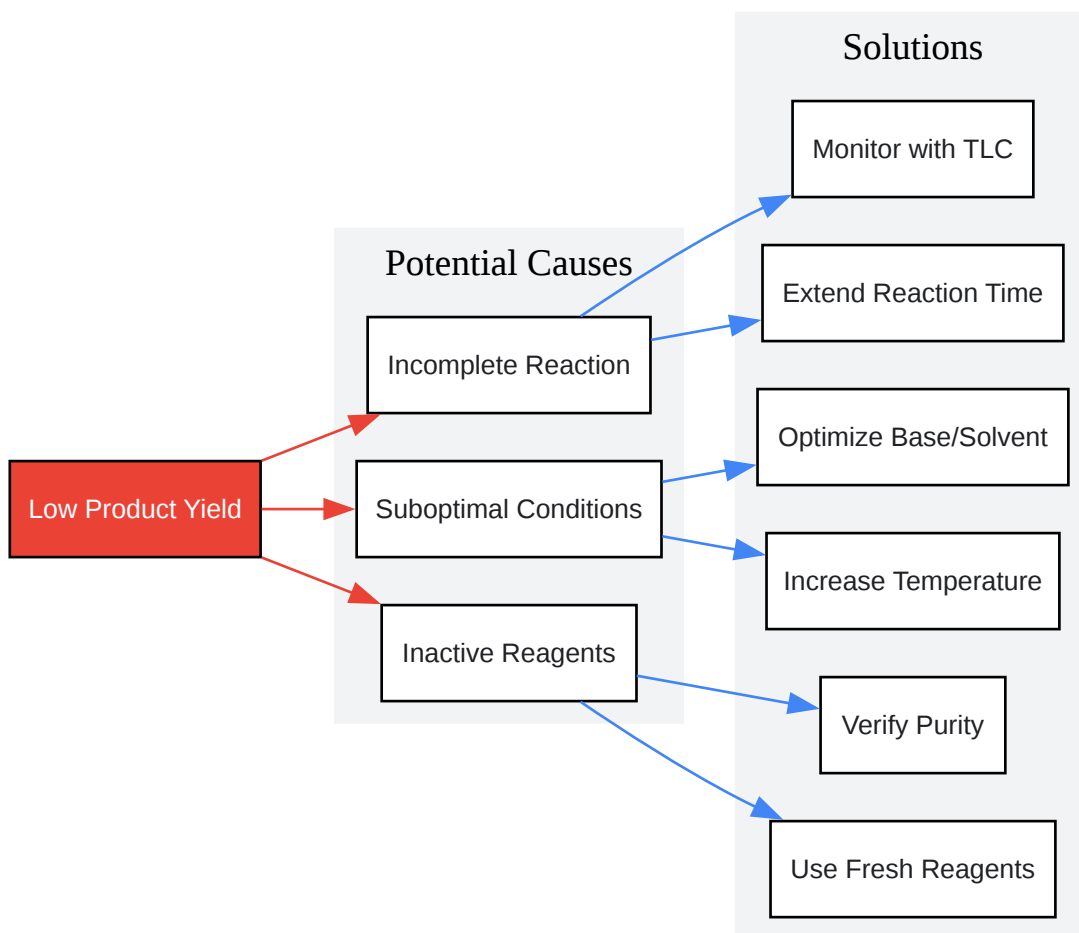 Low Product Yield
Potential Causes
Incomplete Reaction
Suboptimal Conditions
Inactive Reagents
Solutions
Monitor with TLC
Extend Reaction Time
Optimize Base/Solvent
Increase Temperature
Verify Purity
Use Fresh Reagents